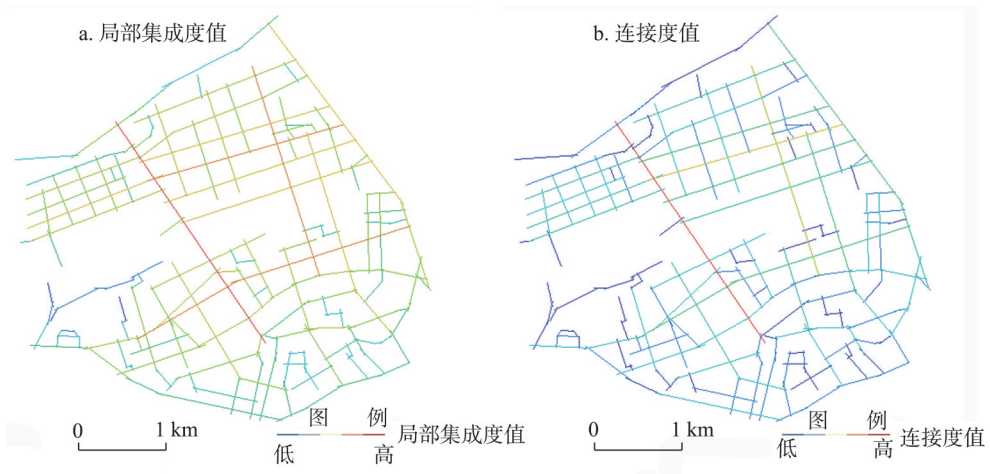 a. 局部集成度值
b. 连接度值
0 1 km
图 例
低 高 局部集成度值
0 1 km
图 例
低 高 连接度值